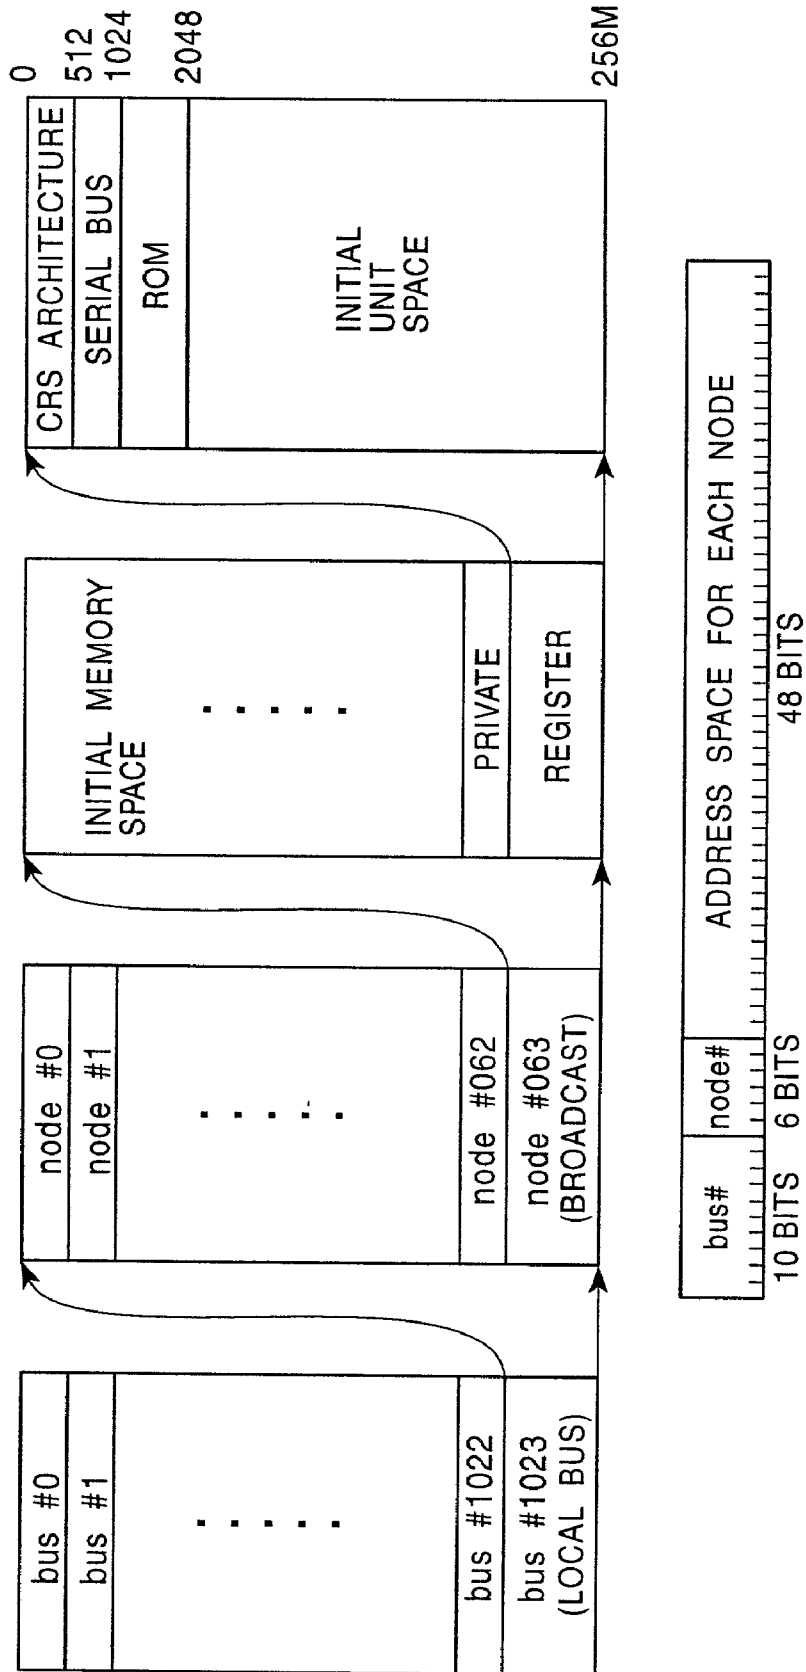 bus #0
bus #1
bus #1022
bus #1023
(LOCAL BUS)
node #0
node #1
node #062
node #063
(BROADCAST)
INITIAL MEMORY
SPACE
PRIVATE
REGISTER
CRS ARCHITECTURE
SERIAL BUS
ROM
INITIAL
UNIT
SPACE
0
512
1024
2048
256M
bus#
node#
ADDRESS SPACE FOR EACH NODE
10 BITS
6 BITS
48 BITS